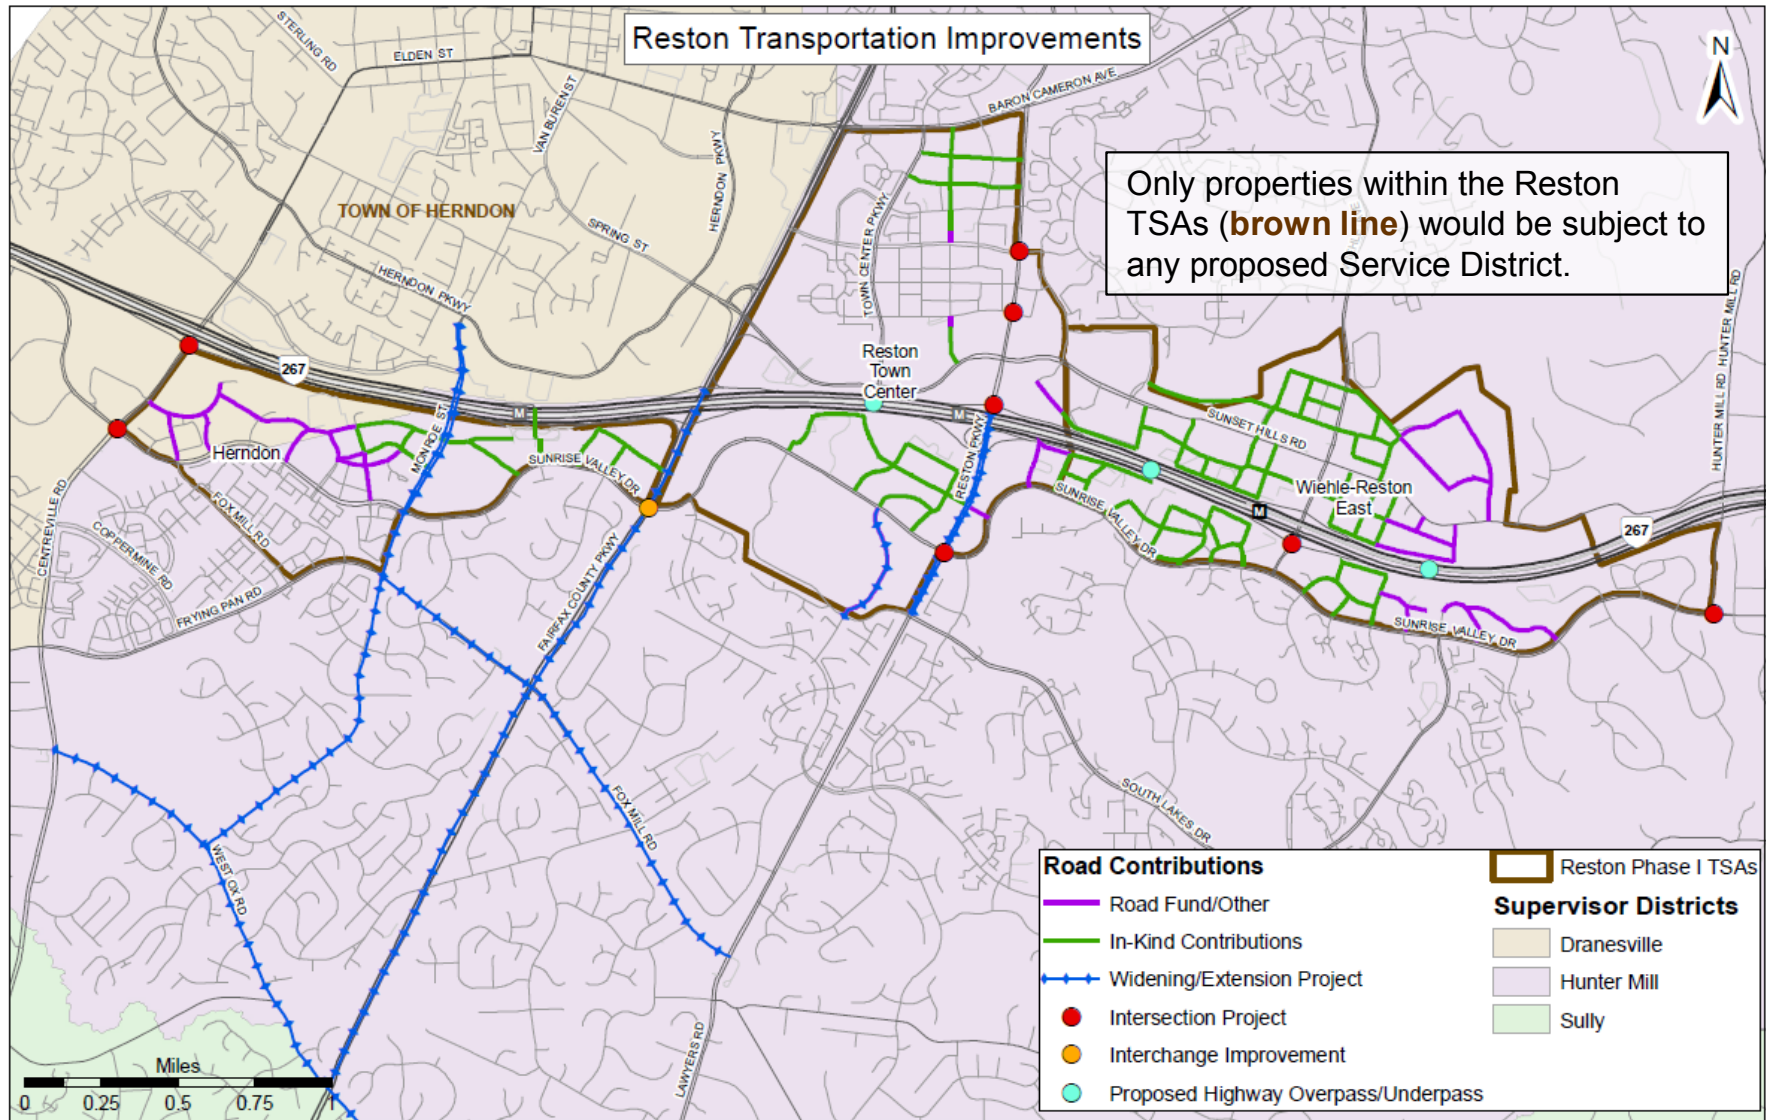 Reston Transportation Improvements
N
STERLING RD
ELDEN ST
VAN BUREN ST
BARON CAMERON AVE
HERNDON PKWY
TOWN OF HERNDON
SPRING ST
HERNDON PKWY
TOWN CENTER PKWY
Only properties within the Reston
TSAs (brown line) would be subject to
any proposed Service District.
HUNTER MILL RD
HUNTER MILL RD
267
Reston
Town
Center
M
M
MONROE ST
SUNRISE VALLEY DR
Herndon
RESTON PKWY
SUNSET HILLS RD
Wiehle-Reston
East
M
267
CENTREVILLE RD
FOX MILL RD
COPPERMINE RD
FRYING PAN RD
FAIRFAX COUNTY PKWY
SUNRISE VALLEY DR
SUNRISE VALLEY DR
SOUTH LAKES DR
FOX MILL RD
WEST OX RD
LAWYERS RD
Miles
0 0.25 0.5 0.75 1
Road Contributions
Road Fund/Other
In-Kind Contributions
Widening/Extension Project
Intersection Project
Interchange Improvement
Proposed Highway Overpass/Underpass
Reston Phase I TSAs
Supervisor Districts
Dranesville
Hunter Mill
Sully